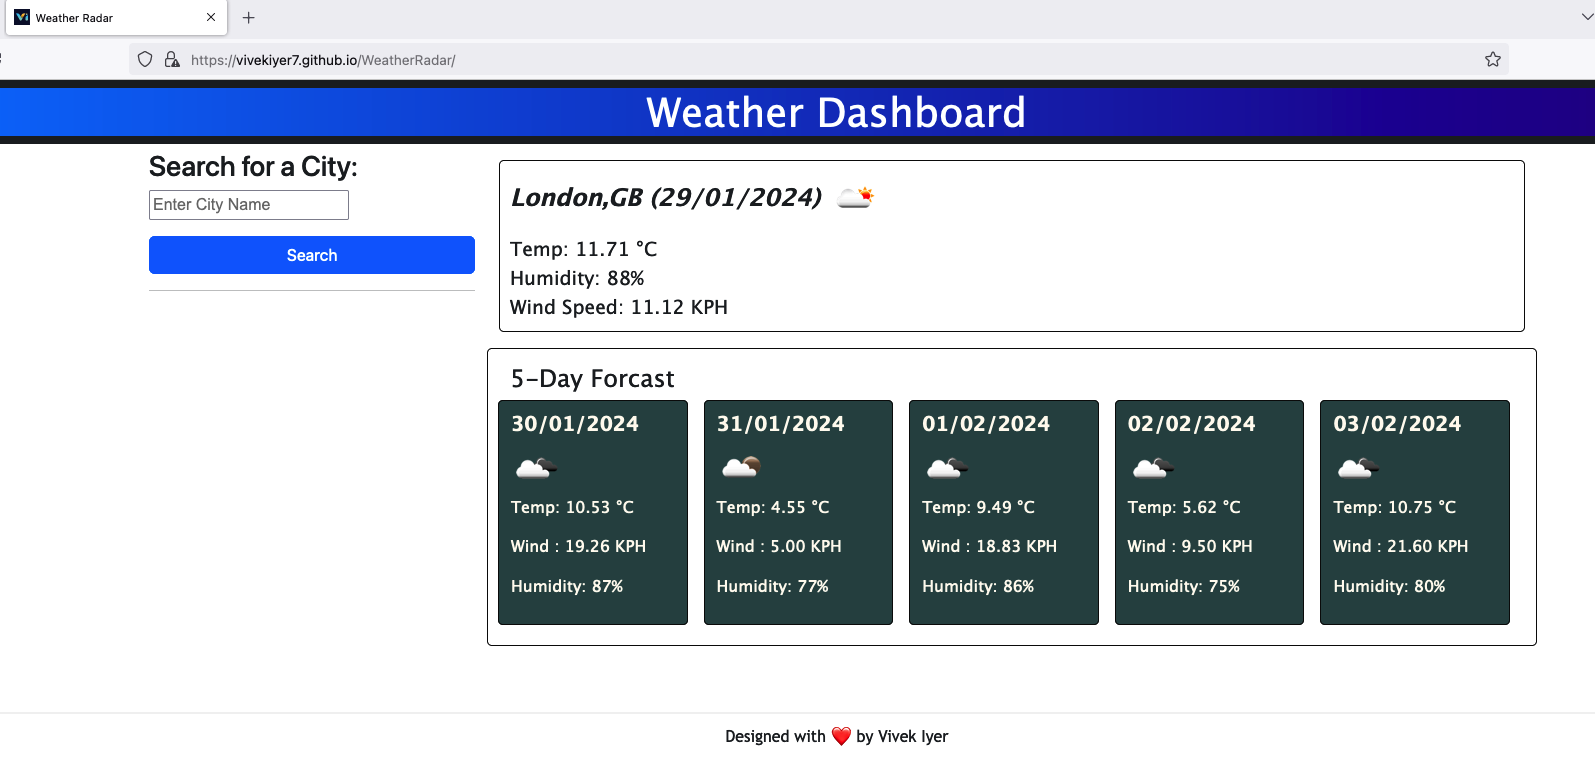 Vi Weather Radar
https://vivekiyer7.github.io/WeatherRadar/
Weather Dashboard
Search for a City:
Enter City Name
Search
London,GB (29/01/2024)
Temp: 11.71 °C
Humidity: 88%
Wind Speed: 11.12 KPH
5-Day Forcast
30/01/2024
Temp: 10.53 °C
Wind : 19.26 KPH
Humidity: 87%
31/01/2024
Temp: 4.55 °C
Wind : 5.00 KPH
Humidity: 77%
01/02/2024
Temp: 9.49 °C
Wind : 18.83 KPH
Humidity: 86%
02/02/2024
Temp: 5.62 °C
Wind : 9.50 KPH
Humidity: 75%
03/02/2024
Temp: 10.75 °C
Wind : 21.60 KPH
Humidity: 80%
Designed with ❤️ by Vivek Iyer